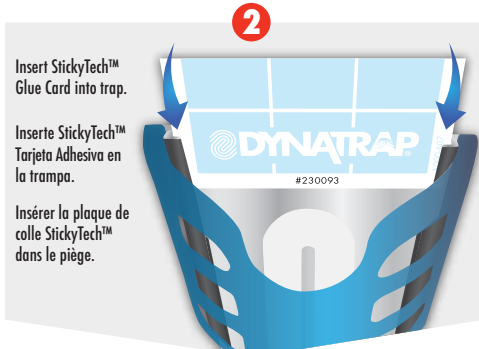 2
Insert StickyTech™
Glue Card into trap.
Inserte StickyTech™
Tarjeta Adhesiva en
la trampa.
Insérer la plaque de
colle StickyTech™
dans le piège.
DYNATRAP®
#230093